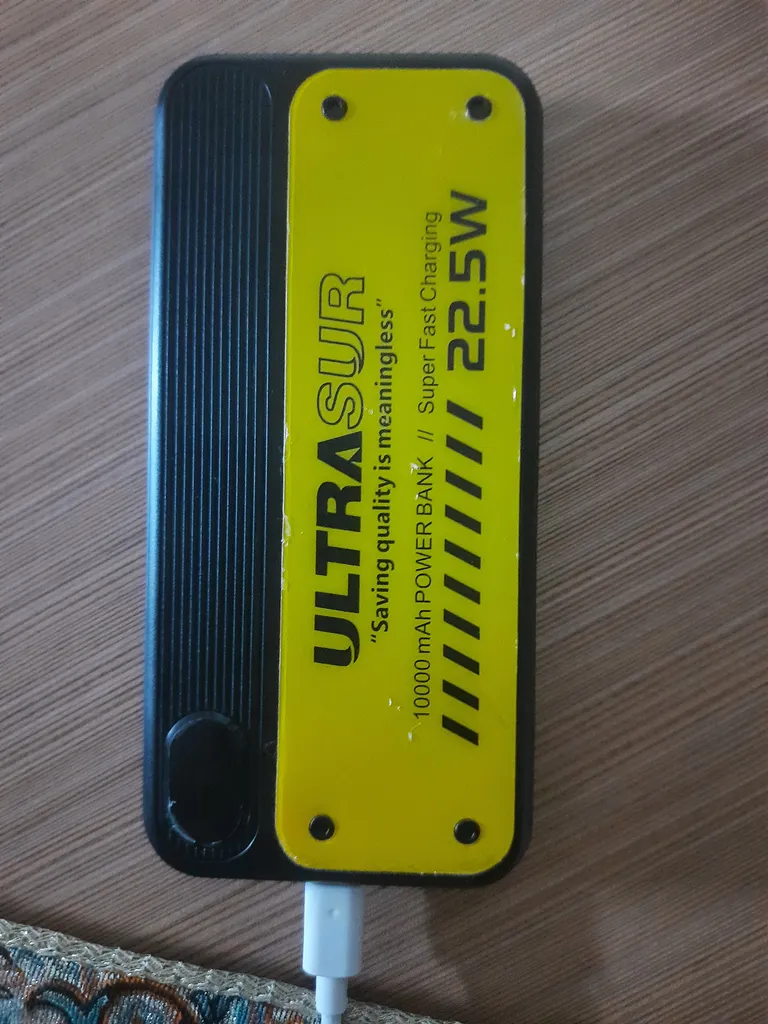 ULTRASUR
"Saving quality is meaningless"
10000 mAh POWER BANK // Super Fast Charging
////////// 22.5W